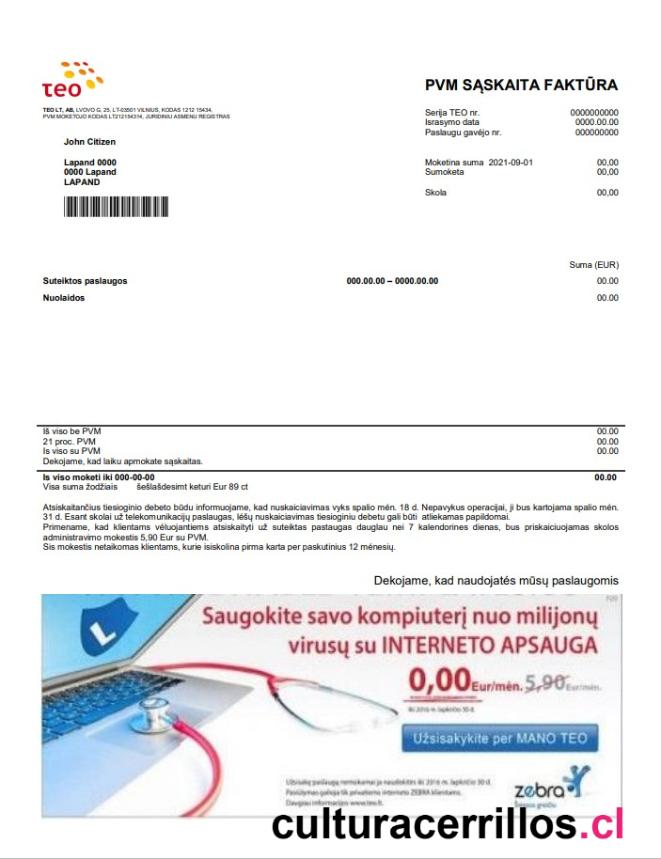 teo
PVM SĄSKAITA FAKTŪRA
TEO LT, AB, LVOVO G, 25, LT-03501 VILNIUS, KODAS 1212 15434,
PVM MOKETOJO KODAS LT212154314, JURIDINIU ASMENU REGISTRAS
Serija TEO nr. 0000000000
Israsymo data 0000.00.00
Paslaugu gavėjo nr. 000000000
John Citizen
Lapand 0000
0000 Lapand
LAPAND
Moketina suma 2021-09-01 00,00
Sumoketa 00,00
Skola 00,00
Suma (EUR)
Suteiktos paslaugos 000.00.00 – 0000.00.00 00.00
Nuolaidos 00.00
Iš viso be PVM 00.00
21 proc. PVM 00.00
Is viso su PVM 00.00
Dekojame, kad laiku apmokate sąskaitas.
Is viso moketi iki 000-00-00 00.00
Visa suma žodžiais šešlašdesimt keturi Eur 89 ct
Atsiskaitančius tiesioginio debeto būdu informuojame, kad nuskaiciavimas vyks spalio mėn. 18 d. Nepavykus operacijai, ji bus kartojama spalio mėn.
31 d. Esant skolai už telekomunikacijų paslaugas, lėšų nuskaiciavimas tiesioginiu debetu gali būti atliekamas papildomai.
Primename, kad klientams vėluojantiems atsiskaityti už suteiktas pastaugas dauglau nei 7 kalendorines dienas, bus priskaiciuojamas skolos
administravimo mokestis 5,90 Eur su PVM.
Sis mokestis netaikomas klientams, kurie isiskolina pirma karta per paskutinius 12 mėnesių.
Dekojame, kad naudojatės mūsų paslaugomis
Saugokite savo kompiuterį nuo milijonų
virusų su INTERNETO APSAUGA
0,00 Eur/mėn. 5,90 Eur/mėn.
iki 2016 m. lapkričio 30 d.
Užsisakykite per MANO TEO
Užsisakę paslaugą nemokamai ja naudokitės iki 2016 m. lapkričio 30 d.
Pasiūlymas galioja tik privatiems interneto ZEBRA klientams.
Daugiau informacijos www.teo.lt.
zebra
culturacerrillos.cl